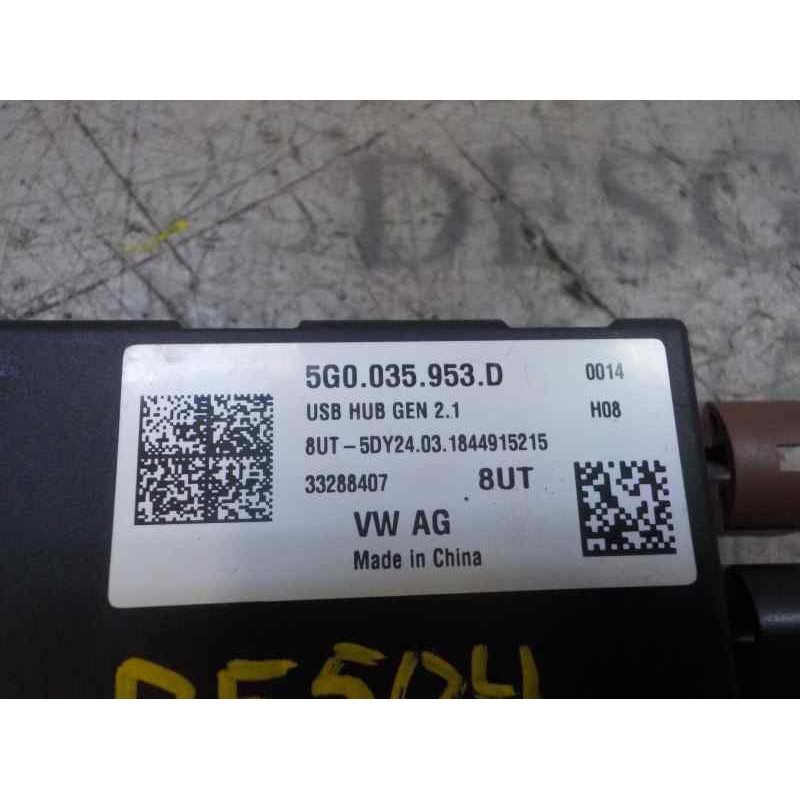 5G0.035.953.D 0014
USB HUB GEN 2.1 H08
8UT-5DY24.03.1844915215
33288407 8UT
VW AG
Made in China